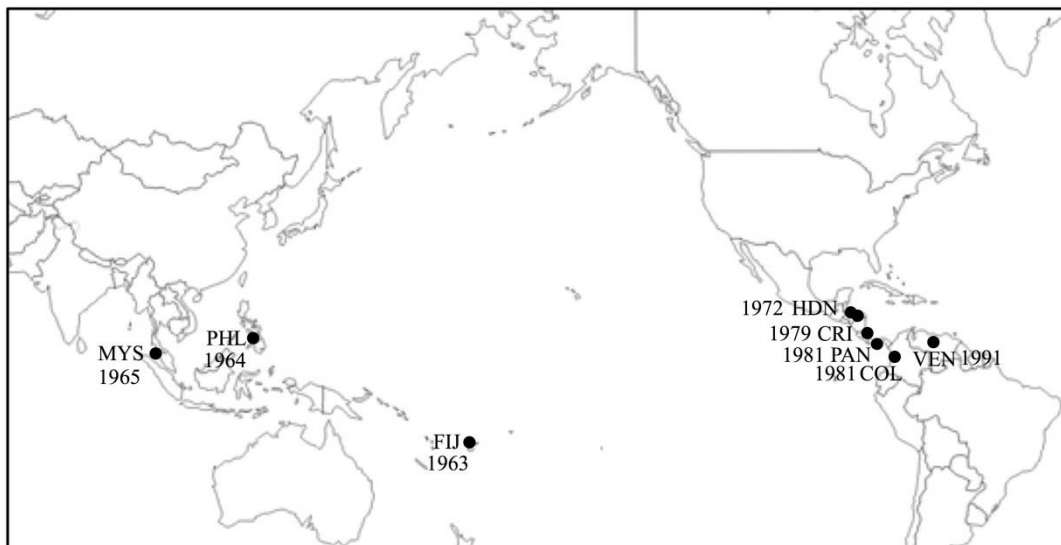 1972 HDN
PHL
1964
1979 CRI
MYS
1965
1981 PAN
VEN 1991
1981 COL
FIJ
1963